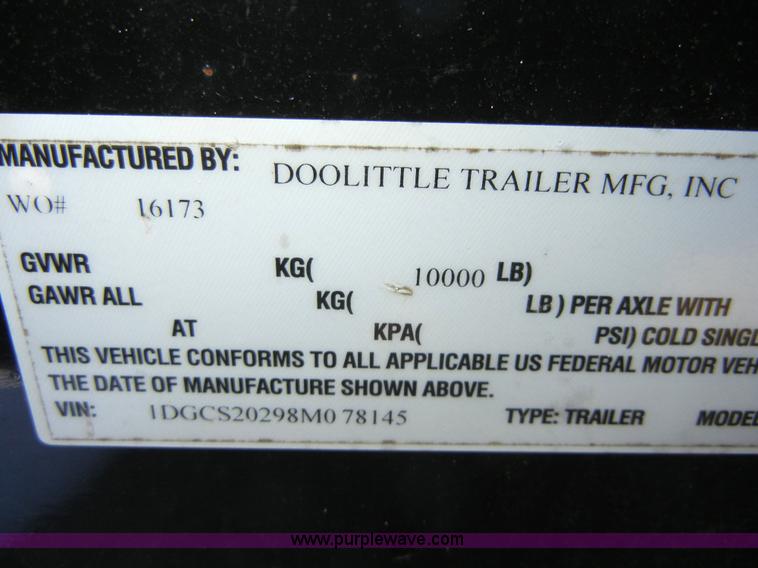 MANUFACTURED BY: DOOLITTLE TRAILER MFG, INC
WO# 16173
GVWR KG( 10000 LB)
GAWR ALL KG( LB) PER AXLE WITH
AT KPA( PSI) COLD SINGL
THIS VEHICLE CONFORMS TO ALL APPLICABLE US FEDERAL MOTOR VEH
THE DATE OF MANUFACTURE SHOWN ABOVE.
VIN: 1DGCS20298M0 78145 TYPE: TRAILER MODEL
www.purplewave.com